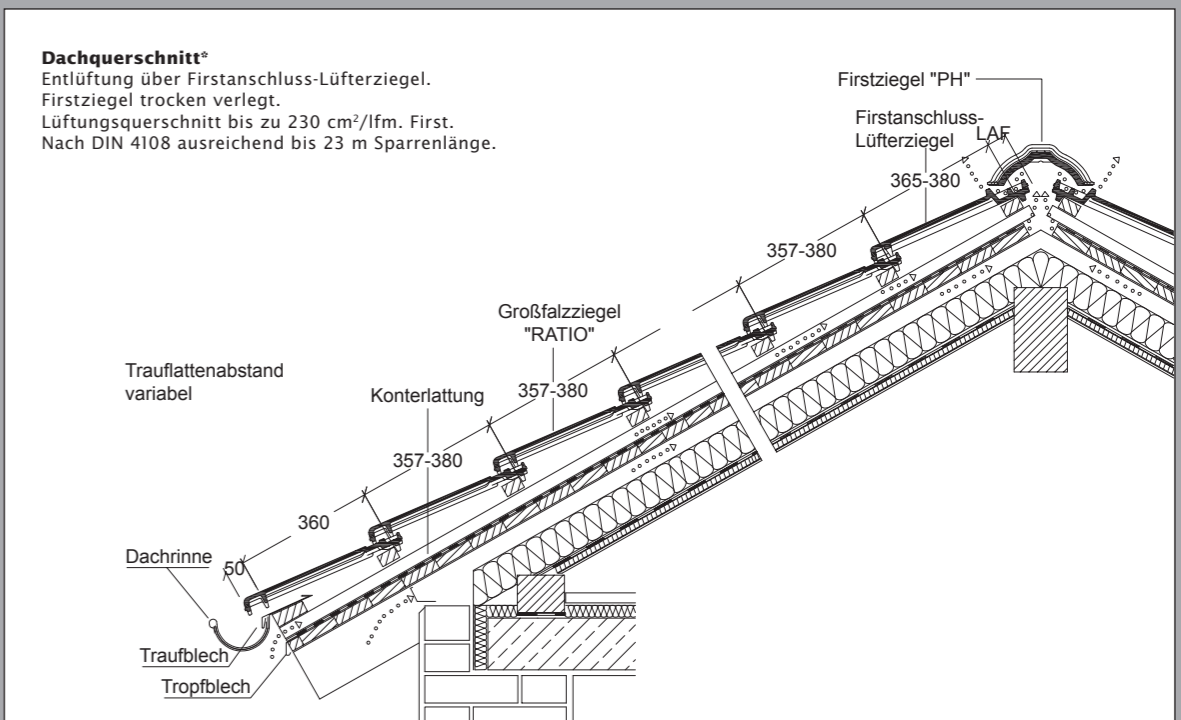 Dachquerschnitt*
Entlüftung über Firstanschluss-Lüfterziegel.
Firstziegel trocken verlegt.
Lüftungsquerschnitt bis zu 230 cm²/lfm. First.
Nach DIN 4108 ausreichend bis 23 m Sparrenlänge.
Firstziegel "PH"
Firstanschluss-
Lüfterziegel
LAF
365-380
357-380
Großfalzziegel
"RATIO"
357-380
Trauflattenabstand
variabel
Konterlattung
357-380
360
50
Dachrinne
Traufblech
Tropfblech